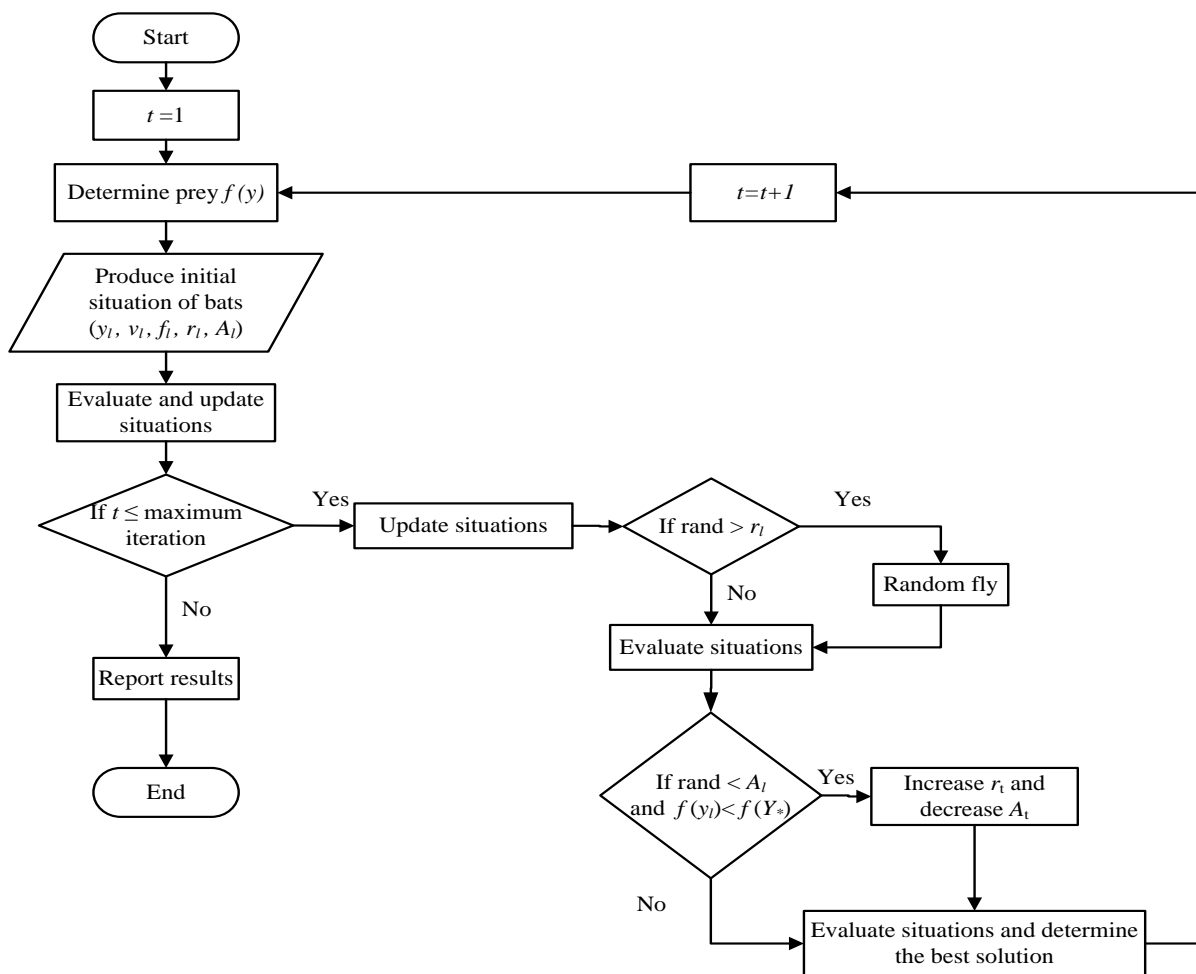 Start
t =1
Determine prey f (y)
t=t+1
Produce initial
situation of bats
(yl , vl , fl , rl , Al )
Evaluate and update
situations
If t ≤ maximum
iteration
Yes
No
Update situations
If rand > rl
Yes
No
Random fly
Evaluate situations
Report results
End
If rand < Al
and f (yl)< f (Y*)
Yes
No
Increase rt and
decrease At
Evaluate situations and determine
the best solution